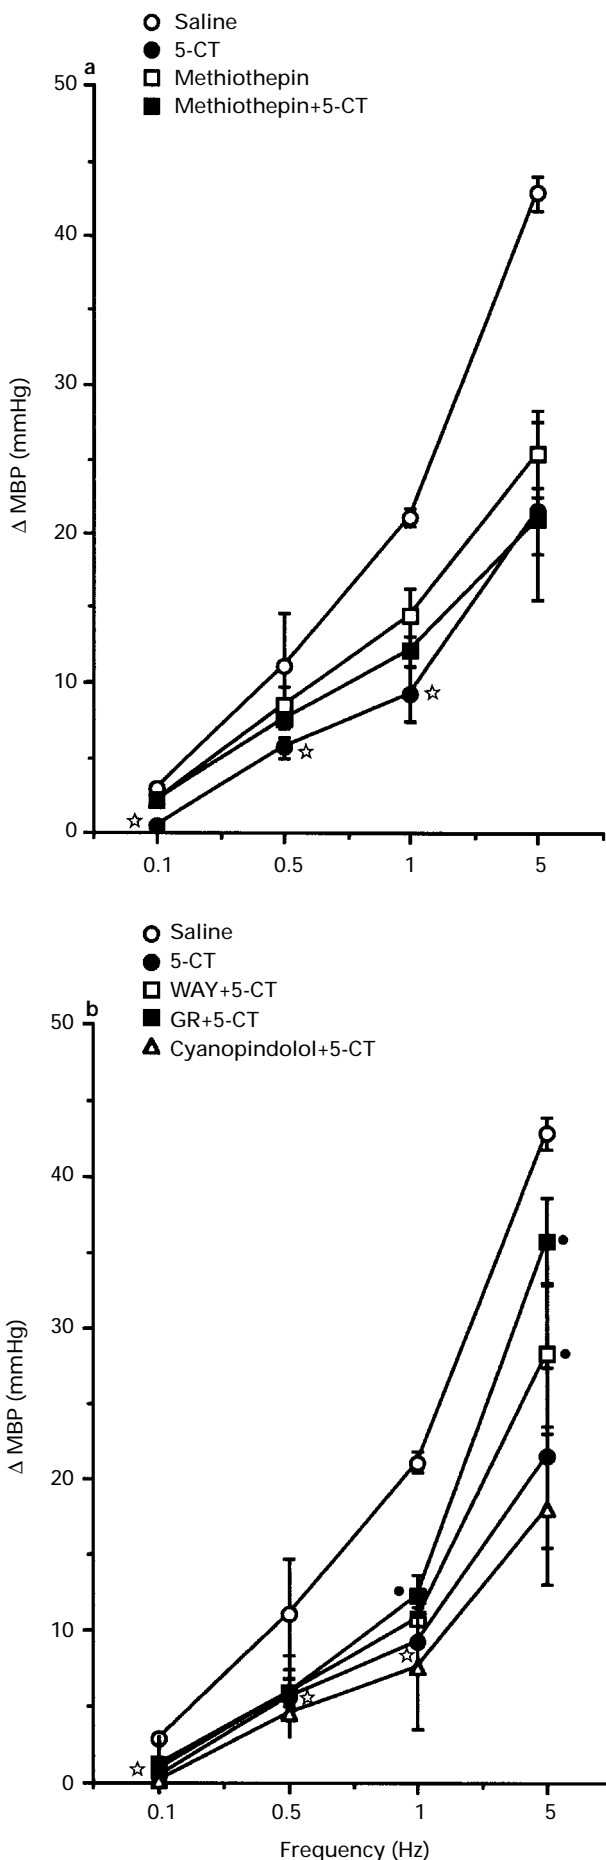 Saline
5-CT
Methiothepin
Methiothepin+5-CT
a
50
40
30
20
10
0
Δ MBP (mmHg)
0.1 0.5 1 5
Saline
5-CT
WAY+5-CT
GR+5-CT
Cyanopindolol+5-CT
b
50
40
30
20
10
0
Δ MBP (mmHg)
0.1 0.5 1 5
Frequency (Hz)